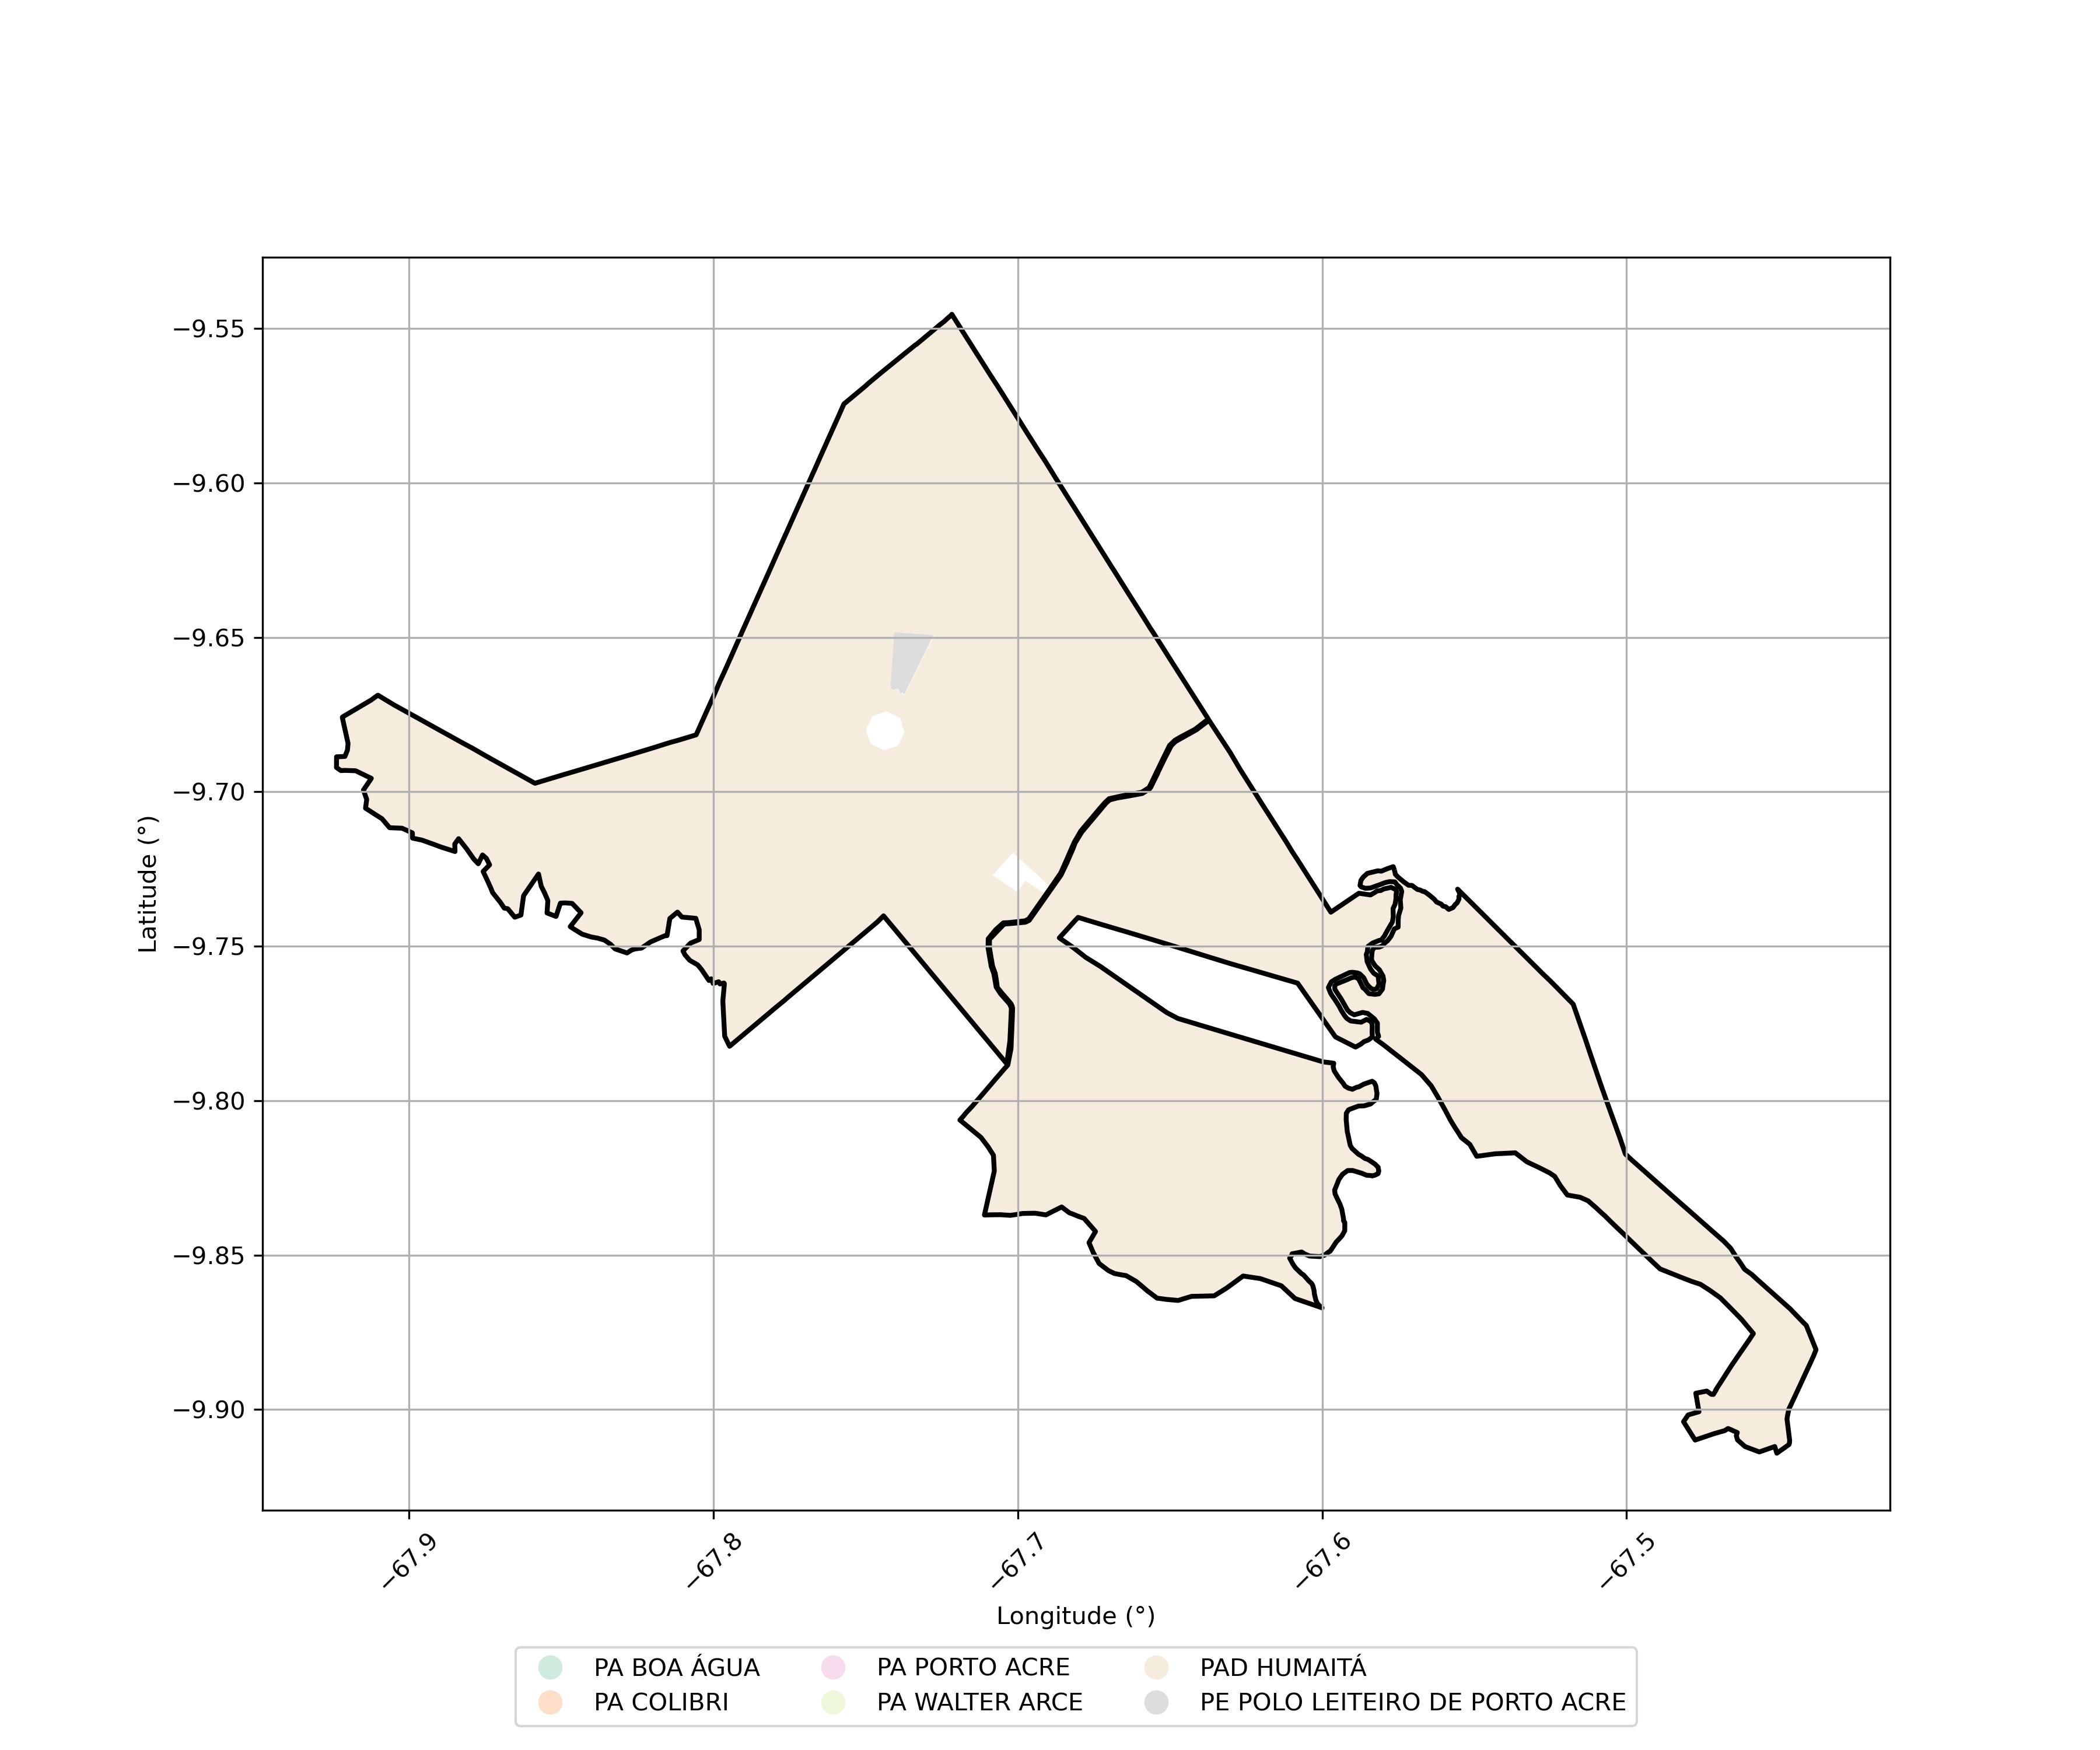 −9.55
−9.60
−9.65
−9.70
−9.75
−9.80
−9.85
−9.90
Latitude (°)
−67.9
−67.8
−67.7
−67.6
−67.5
Longitude (°)
PA BOA ÁGUA
PA COLIBRI
PA PORTO ACRE
PA WALTER ARCE
PAD HUMAITÁ
PE POLO LEITEIRO DE PORTO ACRE